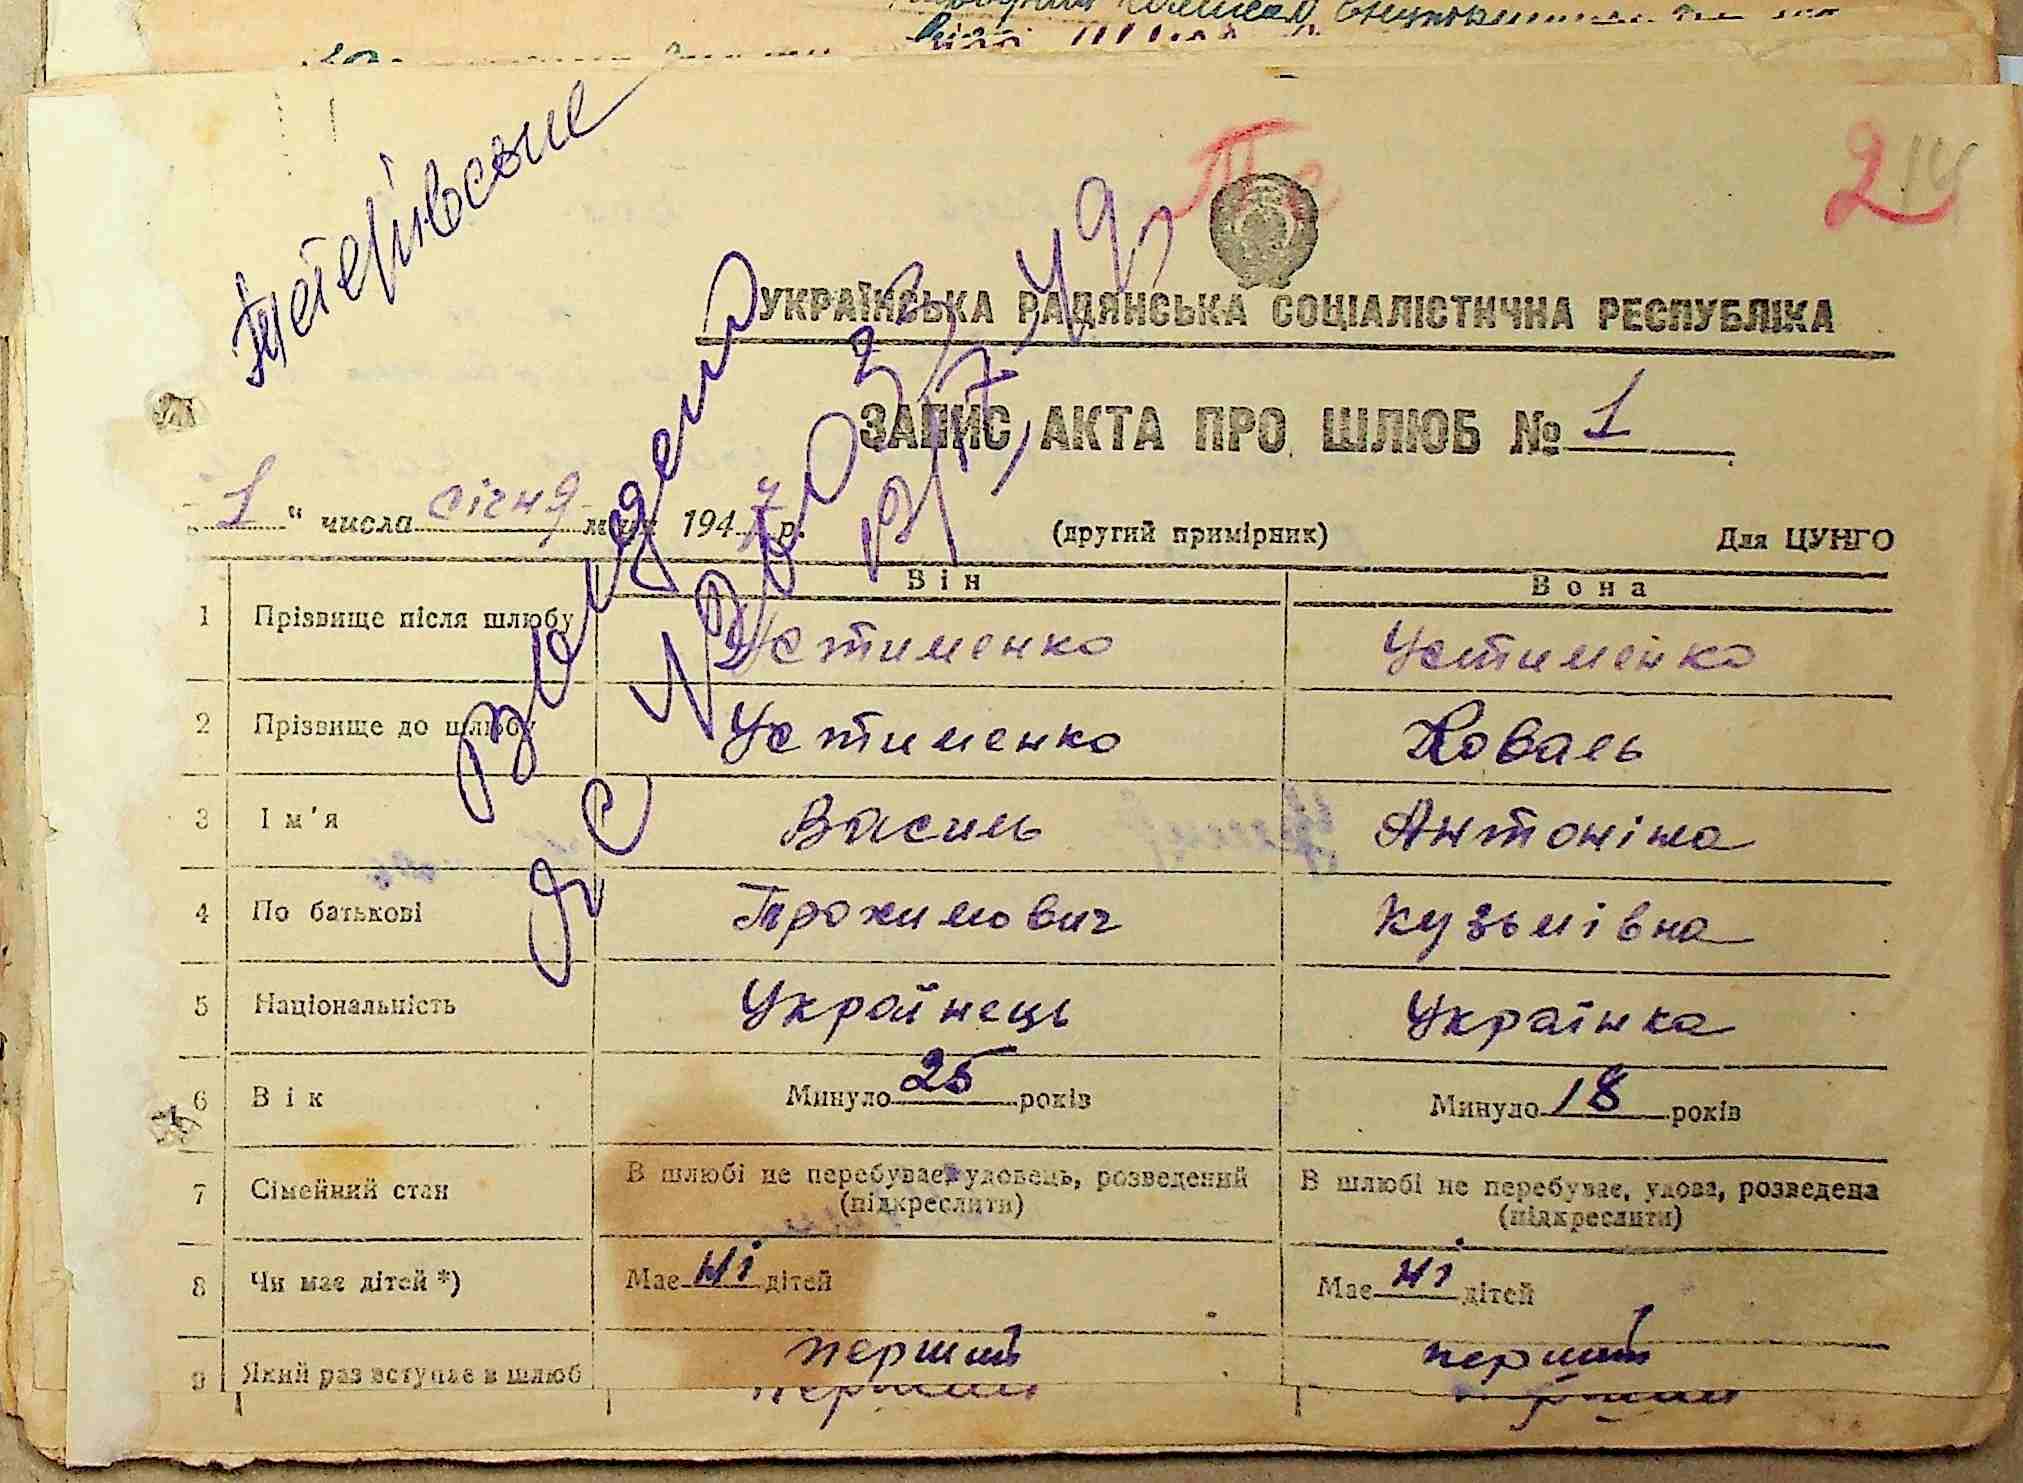 2
УКРАЇНСЬКА РАДЯНСЬКА СОЦІАЛІСТИЧНА РЕСПУБЛІКА
ЗАПИС АКТА ПРО ШЛЮБ № 1
„1“ числа січня м-ця 1947 р. (другий примірник) Для ЦУНГО
Він Вона
1 Прізвище після шлюбу Устименко Устименко
2 Прізвище до шлюбу Устименко Коваль
3 Ім'я Василь Антоніна
4 По батькові Трохимович Кузьмівна
5 Національність Українець Українка
6 Вік Минуло 25 років Минуло 18 років
7 Сімейний стан В шлюбі не перебуває, удовець, розведений (підкреслити) В шлюбі не перебуває, удова, розведена (підкреслити)
8 Чи має дітей *) Має ні дітей Має ні дітей
9 Який раз вступає в шлюб перший перший